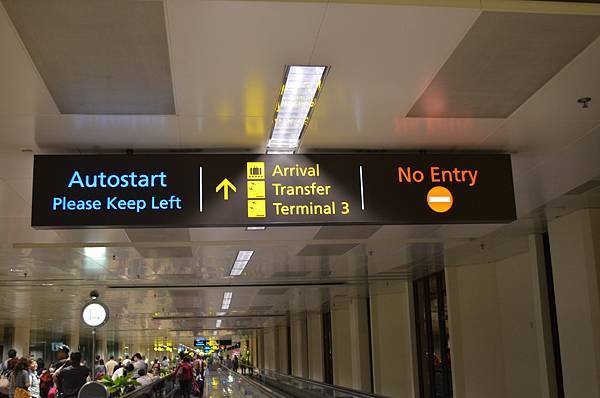 Autostart
Please Keep Left
Arrival
Transfer
Terminal 3
No Entry